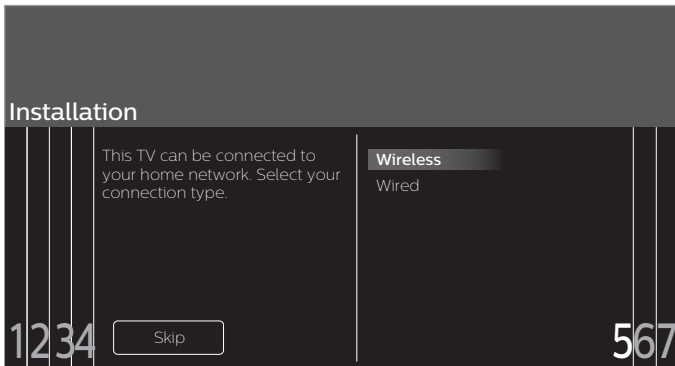 Installation
This TV can be connected to
your home network. Select your
connection type.
Wireless
Wired
Skip
1234
567